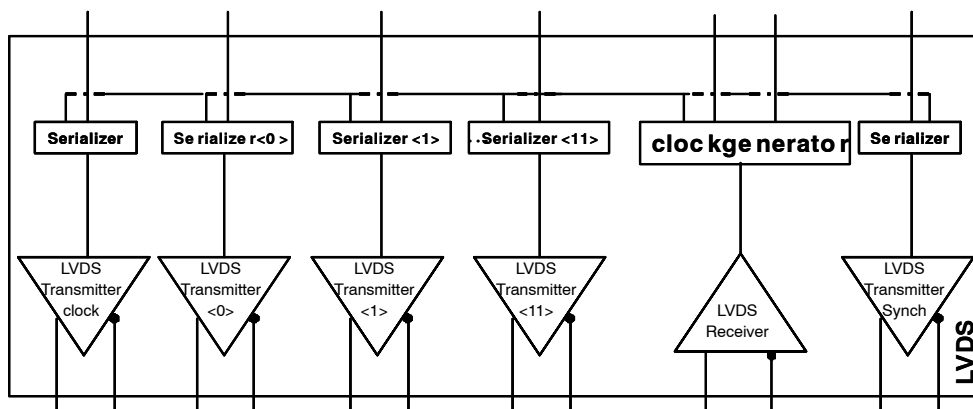 Serializer
Se rialize r<0 >
Serializer <1>
...
Serializer <11>
cloc kge nerato r
Se rializer
LVDS
Transmitter
clock
LVDS
Transmitter
<0>
LVDS
Transmitter
<1>
LVDS
Transmitter
<11>
LVDS
Receiver
LVDS
Transmitter
Synch
LVDS